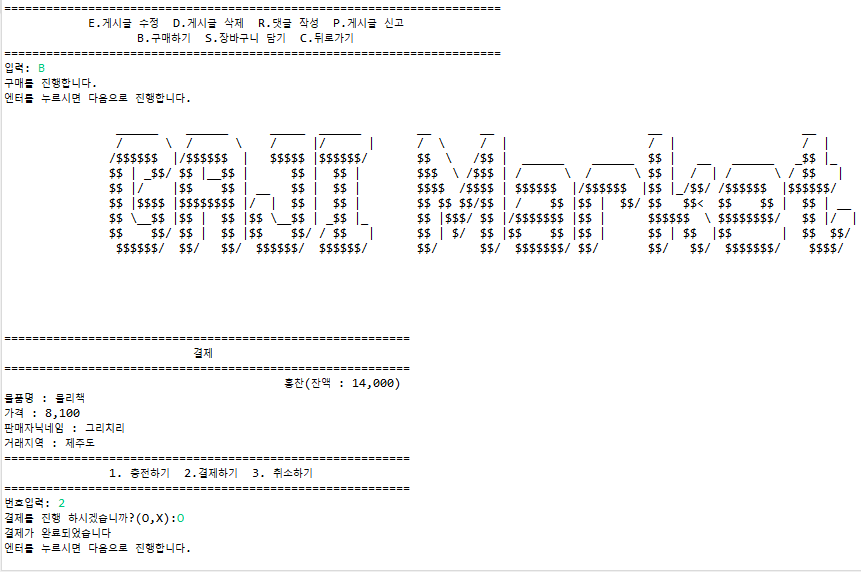 E.게시글 수정 D.게시글 삭제 R.댓글 작성 P.게시글 신고
B.구매하기 S.장바구니 담기 C.뒤로가기
입력: B
구매를 진행합니다.
엔터를 누르시면 다음으로 진행합니다.
GAJI Market
결제
홍찬(잔액 : 14,000)
물품명 : 물리책
가격 : 8,100
판매자닉네임 : 그리치리
거래지역 : 제주도
1. 충전하기 2.결제하기 3. 취소하기
번호입력: 2
결제를 진행 하시겠습니까?(O,X):O
결제가 완료되었습니다
엔터를 누르시면 다음으로 진행합니다.